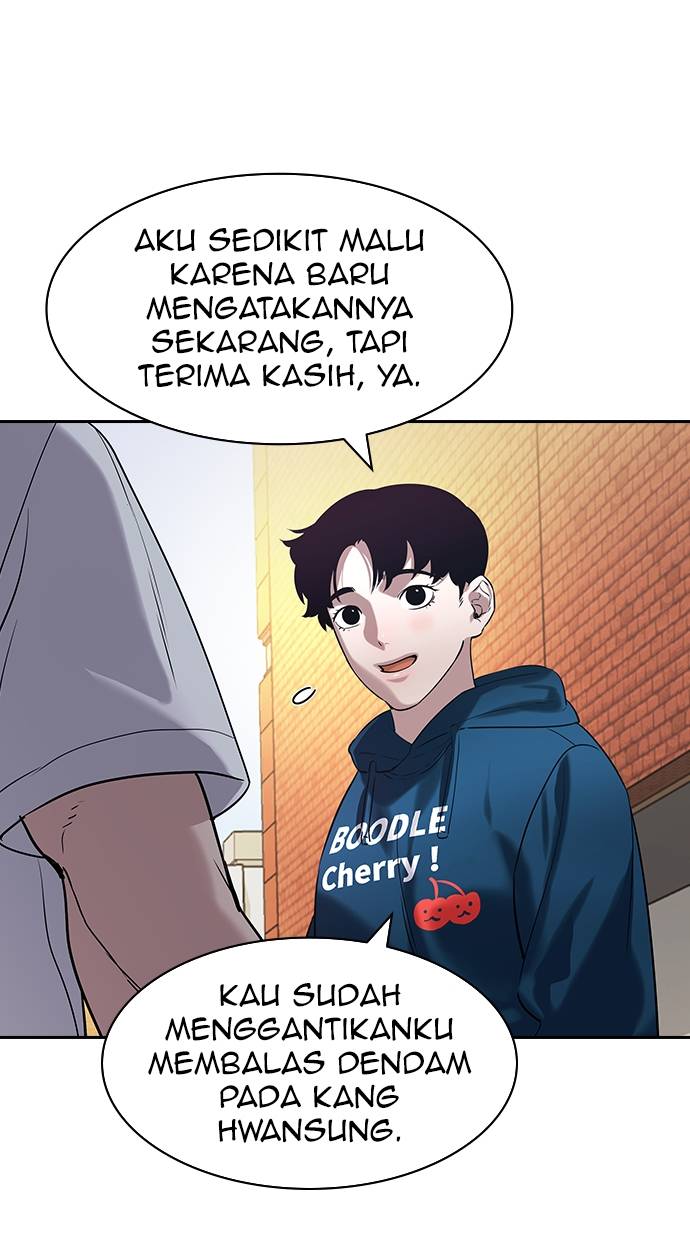 AKU SEDIKIT MALU
KARENA BARU
MENGATAKANNYA
SEKARANG, TAPI
TERIMA KASIH, YA.
BOODLE
Cherry !
KAU SUDAH
MENGGANTIKANKU
MEMBALAS DENDAM
PADA KANG
HWANSUNG.